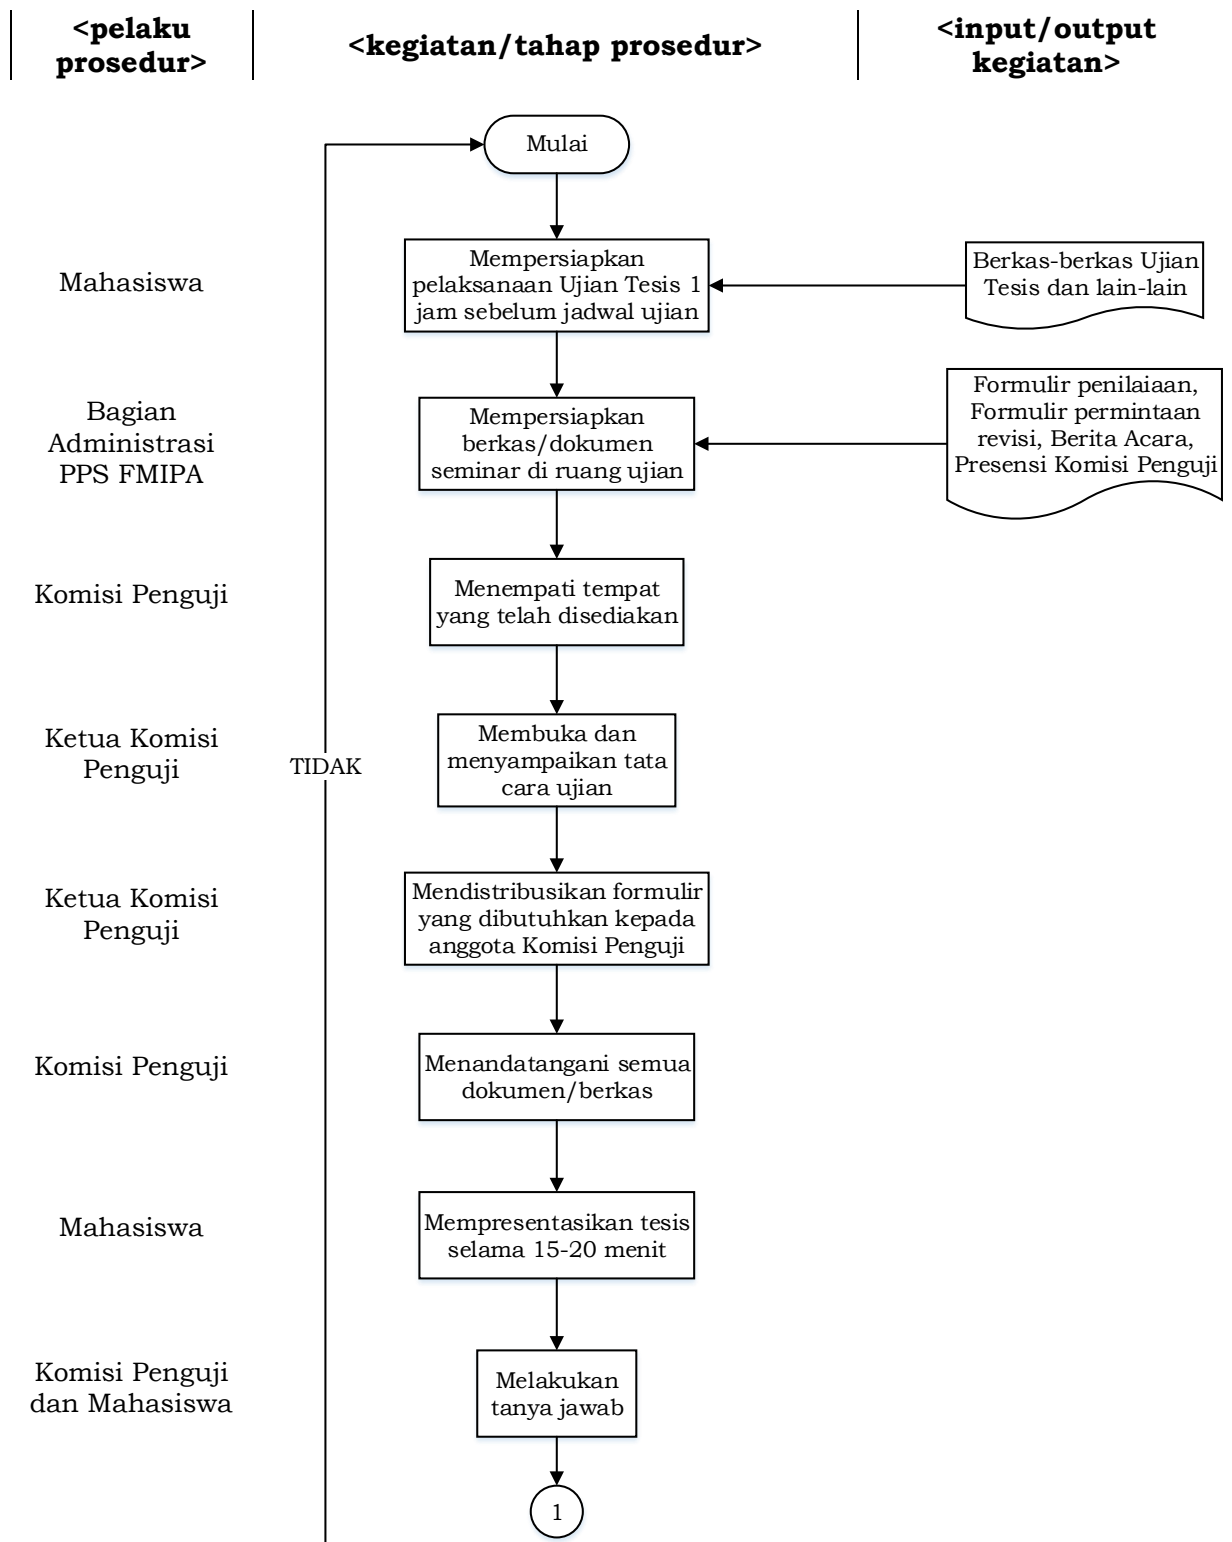 <pelaku
prosedur>
<kegiatan/tahap prosedur>
<input/output
kegiatan>
Mulai
Mahasiswa
Mempersiapkan
pelaksanaan Ujian Tesis 1
jam sebelum jadwal ujian
Berkas-berkas Ujian
Tesis dan lain-lain
Bagian
Administrasi
PPS FMIPA
Mempersiapkan
berkas/dokumen
seminar di ruang ujian
Formulir penilaiaan,
Formulir permintaan
revisi, Berita Acara,
Presensi Komisi Penguji
Komisi Penguji
Menempati tempat
yang telah disediakan
Ketua Komisi
Penguji
TIDAK
Membuka dan
menyampaikan tata
cara ujian
Ketua Komisi
Penguji
Mendistribusikan formulir
yang dibutuhkan kepada
anggota Komisi Penguji
Komisi Penguji
Menandatangani semua
dokumen/berkas
Mahasiswa
Mempresentasikan tesis
selama 15-20 menit
Komisi Penguji
dan Mahasiswa
Melakukan
tanya jawab
1